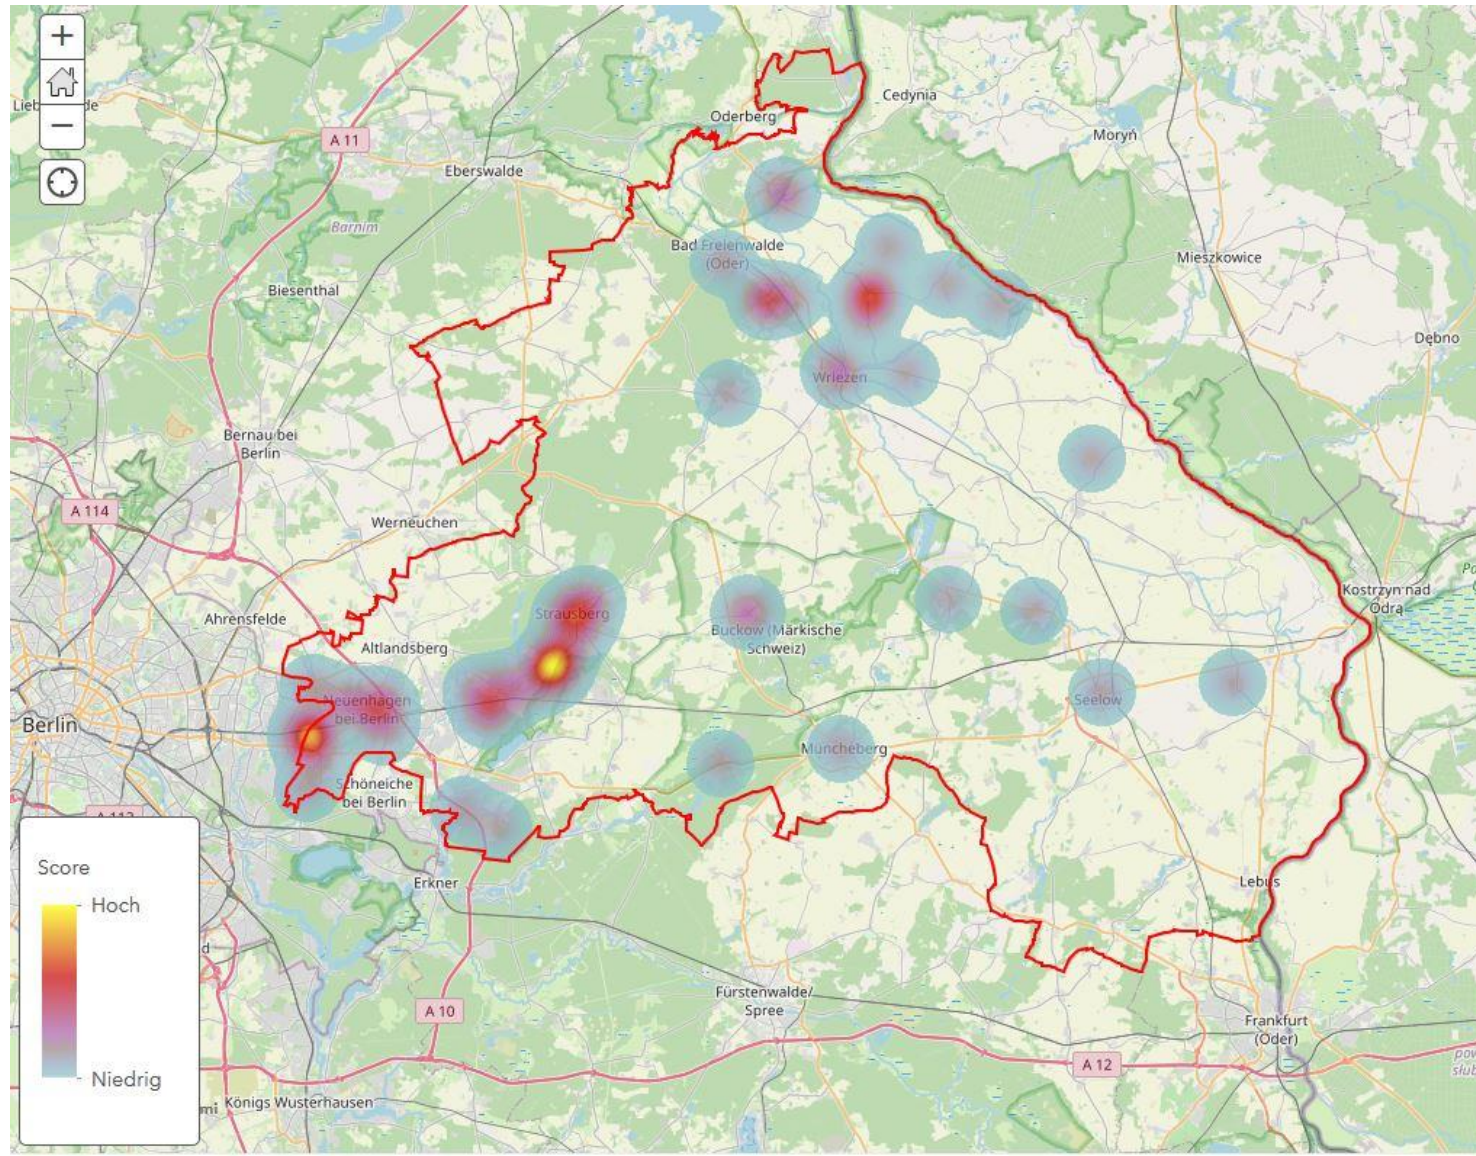 +
−
Cedynia
Oderberg
Moryń
A 11
Eberswalde
Barnim
Bad Freienwalde
(Oder)
Mieszkowice
Biesenthal
Dębno
Wriezen
Bernau bei
Berlin
A 114
Werneuchen
Kostrzyn nad
Odrą
Ahrensfelde
Strausberg
Buckow (Märkische
Schweiz)
Altlandsberg
Neuenhagen
bei Berlin
Seelow
Berlin
Müncheberg
Schöneiche
bei Berlin
Erkner
Lebus
Score
Hoch
Niedrig
A 10
Fürstenwalde/
Spree
Frankfurt
(Oder)
A 12
Königs Wusterhausen